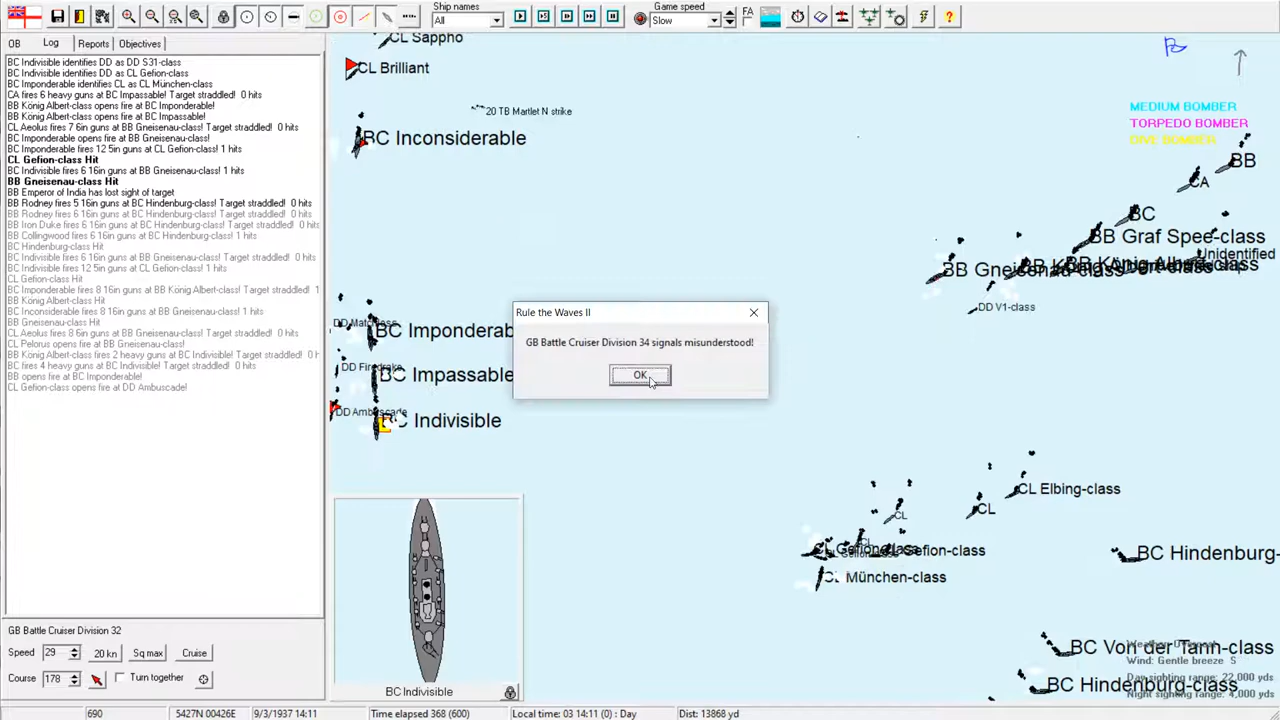 Ship names
All
Game speed
Slow
FA
OB
Log
Reports
Objectives
BC Indivisible identifies DD as DD S31-class
BC Indivisible identifies DD as CL Gefion-class
BC Imponderable identifies CL as CL München-class
CA fires 6 heavy guns at BC Impassable! Target straddled! 0 hits
BB König Albert-class opens fire at BC Imponderable!
BB König Albert-class opens fire at BC Impassable!
CL Aeolus fires 7 6in guns at BB Gneisenau-class! Target straddled! 0 hits
BC Imponderable opens fire at BB Gneisenau-class!
BC Imponderable fires 12 5in guns at CL Gefion-class! 1 hits
CL Gefion-class Hit
BC Indivisible fires 6 16in guns at BB Gneisenau-class! 1 hits
BB Gneisenau-class Hit
BB Emperor of India has lost sight of target
BB Rodney fires 5 16in guns at BC Hindenburg-class! Target straddled! 0 hits
BB Rodney fires 6 16in guns at BC Hindenburg-class! Target straddled! 0 hits
BB Iron Duke fires 6 16in guns at BC Hindenburg-class! Target straddled! 0 hits
BB Collingwood fires 6 16in guns at BC Hindenburg-class! 1 hits
BC Hindenburg-class Hit
BC Indivisible fires 6 16in guns at BB Gneisenau-class! Target straddled! 0 hits
BC Indivisible fires 12 5in guns at CL Gefion-class! 1 hits
CL Gefion-class Hit
BC Imponderable fires 8 16in guns at BB König Albert-class! Target straddled! 1
BB König Albert-class Hit
BC Inconsiderable fires 8 16in guns at BB Gneisenau-class! 1 hits
BB Gneisenau-class Hit
CL Aeolus fires 8 6in guns at BB Gneisenau-class! Target straddled! 0 hits
CL Pelorus opens fire at BB Gneisenau-class!
BB König Albert-class fires 2 heavy guns at BC Indivisible! Target straddled! 0 h
BC fires 4 heavy guns at BC Indivisible! Target straddled! 0 hits
BB opens fire at BC Imponderable!
CL Gefion-class opens fire at DD Ambuscade!
CL Sappho
CL Brilliant
20 TB Martlet N strike
BC Inconsiderable
MEDIUM BOMBER
TORPEDO BOMBER
DIVE BOMBER
BB
CA
BC
BB Graf Spee-class
Unidentified
BB Gneisenau-class
DD V1-class
Rule the Waves II
GB Battle Cruiser Division 34 signals misunderstood!
OK
BC Imponderab
BC Impassable
DD Firedrake
DD Ambuscade
BC Indivisible
CL Elbing-class
CL
CL
Gefion-class
CL München-class
BC Hindenburg-
BC Von der Tann-class
BC Hindenburg-class
Wind: Gentle breeze S
Day sighting range: 22,000 yds
Night sighting range: 4,000 yds
BC Indivisible
GB Battle Cruiser Division 32
Speed
29
20 kn
Sq max
Cruise
Course
178
Turn together
690
5427N 00426E
9/3/1937 14:11
Time elapsed 368 (600)
Local time: 03 14:11 (0) : Day
Dist: 13868 yd